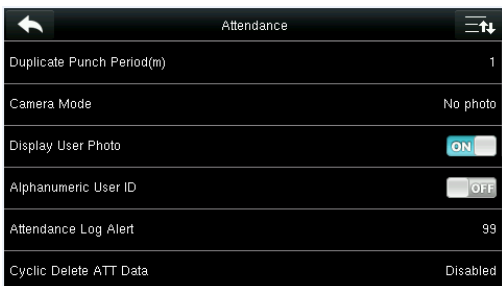 Attendance
Duplicate Punch Period(m) 1
Camera Mode No photo
Display User Photo ON
Alphanumeric User ID OFF
Attendance Log Alert 99
Cyclic Delete ATT Data Disabled